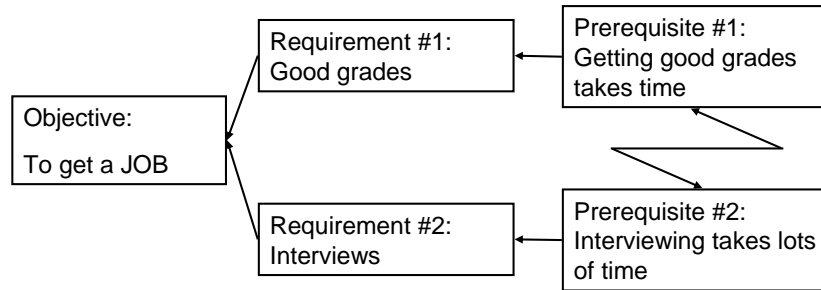 Objective:
To get a JOB
Requirement #1:
Good grades
Prerequisite #1:
Getting good grades
takes time
Requirement #2:
Interviews
Prerequisite #2:
Interviewing takes lots
of time